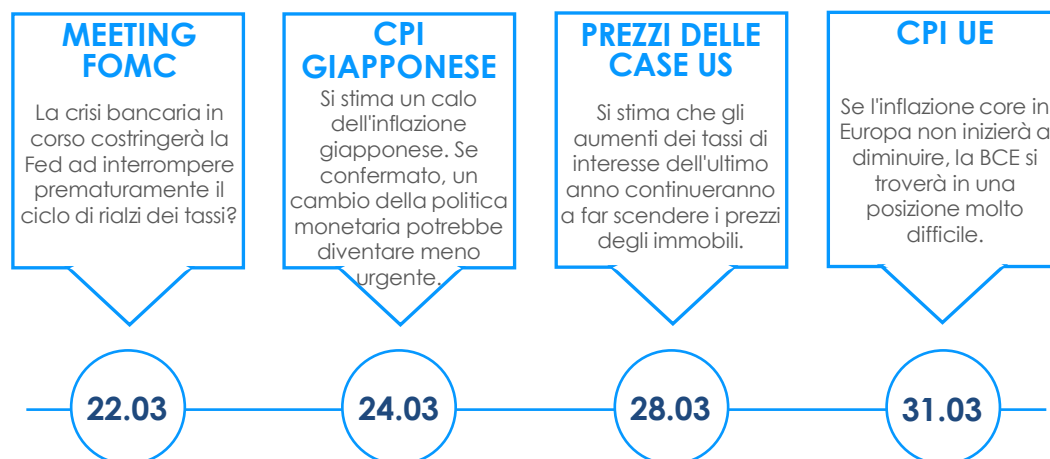 MEETING
FOMC
La crisi bancaria in
corso costringerà la
Fed ad interrompere
prematuramente il
ciclo di rialzi dei tassi?
22.03
CPI
GIAPPONESE
Si stima un calo
dell'inflazione
giapponese. Se
confermato, un
cambio della politica
monetaria potrebbe
diventare meno
urgente.
24.03
PREZZI DELLE
CASE US
Si stima che gli
aumenti dei tassi di
interesse dell'ultimo
anno continueranno
a far scendere i prezzi
degli immobili.
28.03
CPI UE
Se l'inflazione core in
Europa non inizierà a
diminuire, la BCE si
troverà in una
posizione molto
difficile.
31.03